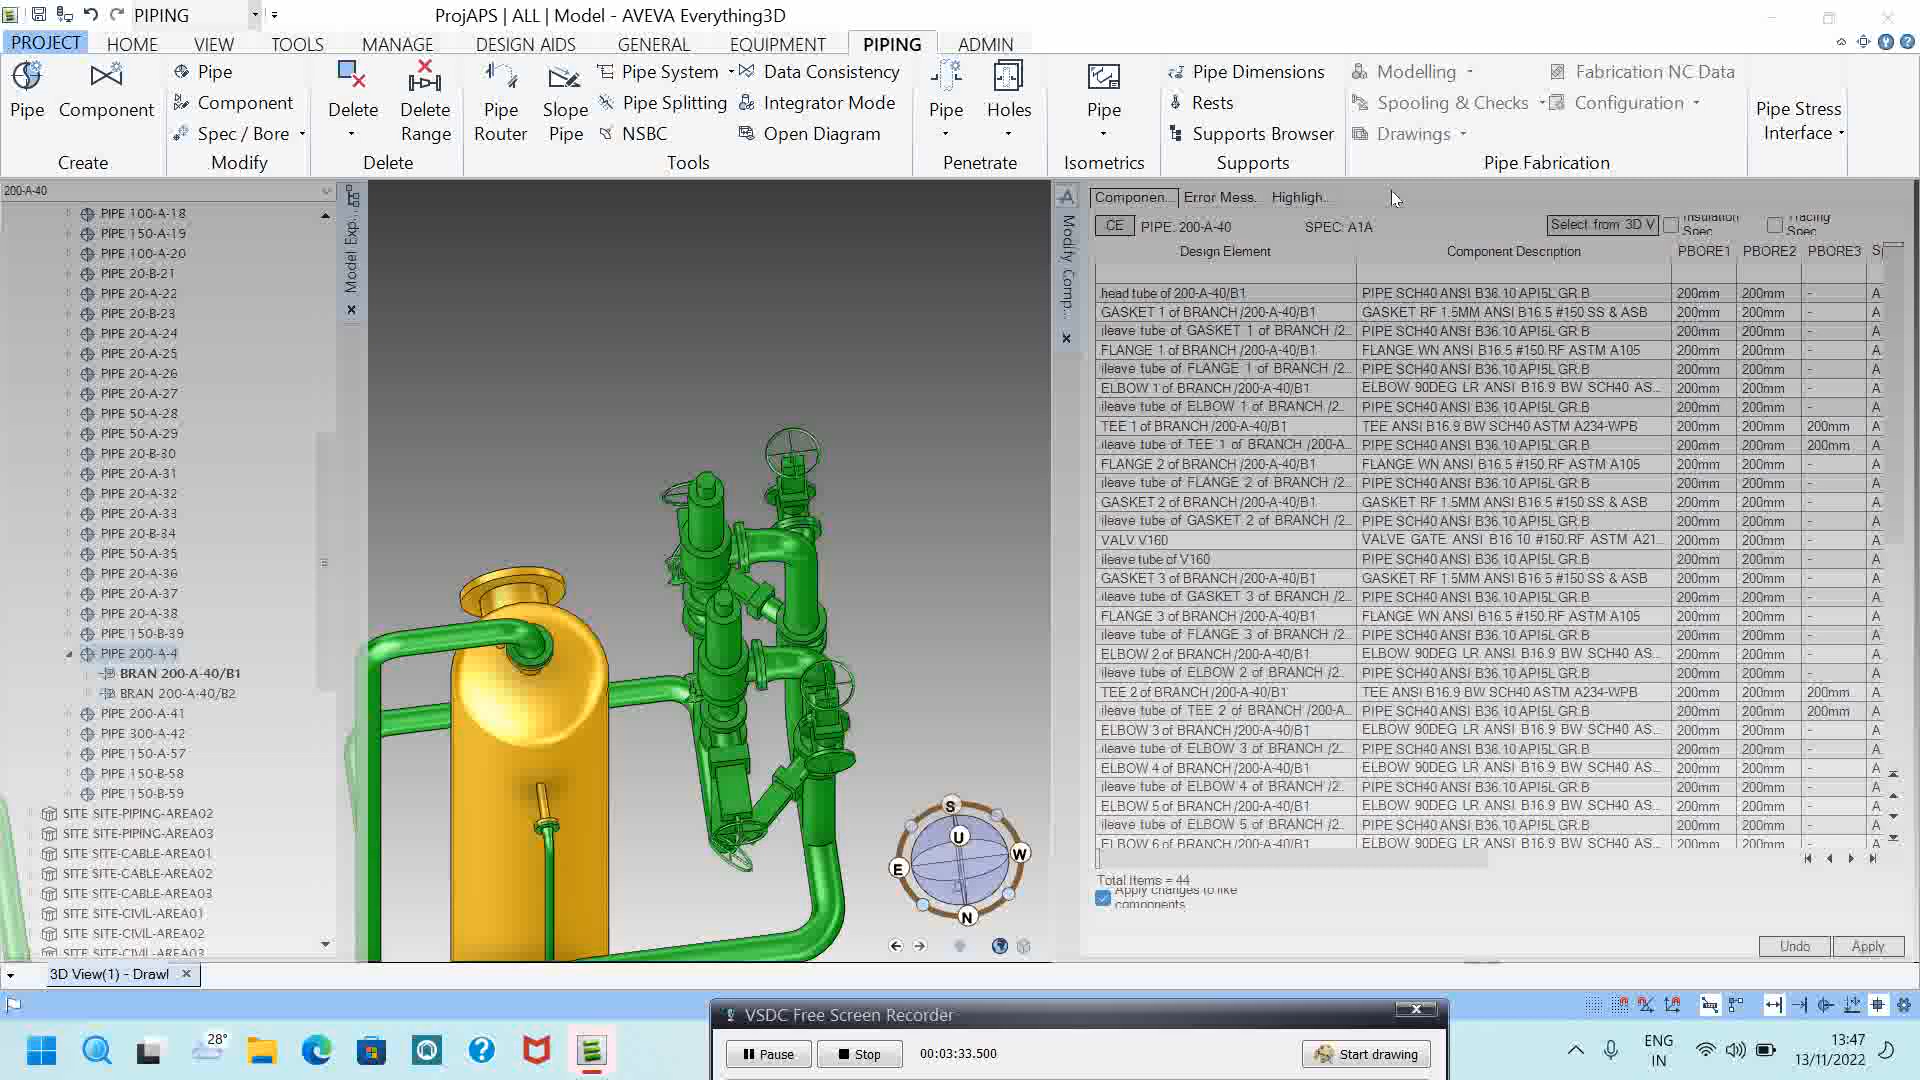 PIPING
ProjAPS | ALL | Model - AVEVA Everything3D
PROJECT HOME VIEW TOOLS MANAGE DESIGN AIDS GENERAL EQUIPMENT PIPING ADMIN
Pipe
Component
Create
Pipe
Component
Spec / Bore
Modify
Delete
Delete Range
Delete
Pipe Router
Slope Pipe
Pipe System
Pipe Splitting
NSBC
Data Consistency
Integrator Mode
Open Diagram
Tools
Pipe
Holes
Penetrate
Pipe
Isometrics
Pipe Dimensions
Rests
Supports Browser
Supports
Modelling
Spooling & Checks
Drawings
Fabrication NC Data
Configuration
Pipe Fabrication
Pipe Stress
Interface
200-A-40
PIPE 100-A-18
PIPE 150-A-19
PIPE 100-A-20
PIPE 20-B-21
PIPE 20-A-22
PIPE 20-B-23
PIPE 20-A-24
PIPE 20-A-25
PIPE 20-A-26
PIPE 20-A-27
PIPE 50-A-28
PIPE 50-A-29
PIPE 20-B-30
PIPE 20-A-31
PIPE 20-A-32
PIPE 20-A-33
PIPE 20-B-34
PIPE 50-A-35
PIPE 20-A-36
PIPE 20-A-37
PIPE 20-A-38
PIPE 150-B-39
PIPE 200-A-4
BRAN 200-A-40/B1
BRAN 200-A-40/B2
PIPE 200-A-41
PIPE 300-A-42
PIPE 150-A-57
PIPE 150-B-58
PIPE 150-B-59
SITE SITE-PIPING-AREA02
SITE SITE-PIPING-AREA03
SITE SITE-CABLE-AREA01
SITE SITE-CABLE-AREA02
SITE SITE-CABLE-AREA03
SITE SITE-CIVIL-AREA01
SITE SITE-CIVIL-AREA02
SITE SITE-CIVIL-AREA03
Model Exp...
S
U
W
E
N
Modify Comp...
Componen... Error Mess. Highligh...
CE PIPE: 200-A-40 SPEC: A1A Select from 3D V Insulation Spec Tracing Spec
Design Element Component Description PBORE1 PBORE2 PBORE3 S
head tube of 200-A-40/B1 PIPE SCH40 ANSI B36.10 API5L GR.B 200mm 200mm - A
GASKET 1 of BRANCH /200-A-40/B1 GASKET RF 1.5MM ANSI B16.5 #150 SS & ASB 200mm 200mm - A
ileave tube of GASKET 1 of BRANCH /2... PIPE SCH40 ANSI B36.10 API5L GR.B 200mm 200mm - A
FLANGE 1 of BRANCH /200-A-40/B1 FLANGE WN ANSI B16.5 #150.RF ASTM A105 200mm 200mm - A
ileave tube of FLANGE 1 of BRANCH /2... PIPE SCH40 ANSI B36.10 API5L GR.B 200mm 200mm - A
ELBOW 1 of BRANCH /200-A-40/B1 ELBOW 90DEG LR ANSI B16.9 BW SCH40 AS... 200mm 200mm - A
ileave tube of ELBOW 1 of BRANCH /2... PIPE SCH40 ANSI B36.10 API5L GR.B 200mm 200mm - A
TEE 1 of BRANCH /200-A-40/B1 TEE ANSI B16.9 BW SCH40 ASTM A234-WPB 200mm 200mm 200mm A
ileave tube of TEE 1 of BRANCH /200-A... PIPE SCH40 ANSI B36.10 API5L GR.B 200mm 200mm 200mm A
FLANGE 2 of BRANCH /200-A-40/B1 FLANGE WN ANSI B16.5 #150.RF ASTM A105 200mm 200mm - A
ileave tube of FLANGE 2 of BRANCH /2... PIPE SCH40 ANSI B36.10 API5L GR.B 200mm 200mm - A
GASKET 2 of BRANCH /200-A-40/B1 GASKET RF 1.5MM ANSI B16.5 #150 SS & ASB 200mm 200mm - A
ileave tube of GASKET 2 of BRANCH /2... PIPE SCH40 ANSI B36.10 API5L GR.B 200mm 200mm - A
VALV V160 VALVE GATE ANSI B16.10 #150.RF ASTM A21... 200mm 200mm - A
ileave tube of V160 PIPE SCH40 ANSI B36.10 API5L GR.B 200mm 200mm - A
GASKET 3 of BRANCH /200-A-40/B1 GASKET RF 1.5MM ANSI B16.5 #150 SS & ASB 200mm 200mm - A
ileave tube of GASKET 3 of BRANCH /2... PIPE SCH40 ANSI B36.10 API5L GR.B 200mm 200mm - A
FLANGE 3 of BRANCH /200-A-40/B1 FLANGE WN ANSI B16.5 #150.RF ASTM A105 200mm 200mm - A
ileave tube of FLANGE 3 of BRANCH /2... PIPE SCH40 ANSI B36.10 API5L GR.B 200mm 200mm - A
ELBOW 2 of BRANCH /200-A-40/B1 ELBOW 90DEG LR ANSI B16.9 BW SCH40 AS... 200mm 200mm - A
ileave tube of ELBOW 2 of BRANCH /2... PIPE SCH40 ANSI B36.10 API5L GR.B 200mm 200mm - A
TEE 2 of BRANCH /200-A-40/B1 TEE ANSI B16.9 BW SCH40 ASTM A234-WPB 200mm 200mm 200mm A
ileave tube of TEE 2 of BRANCH /200-A... PIPE SCH40 ANSI B36.10 API5L GR.B 200mm 200mm 200mm A
ELBOW 3 of BRANCH /200-A-40/B1 ELBOW 90DEG LR ANSI B16.9 BW SCH40 AS... 200mm 200mm - A
ileave tube of ELBOW 3 of BRANCH /2... PIPE SCH40 ANSI B36.10 API5L GR.B 200mm 200mm - A
ELBOW 4 of BRANCH /200-A-40/B1 ELBOW 90DEG LR ANSI B16.9 BW SCH40 AS... 200mm 200mm - A
ileave tube of ELBOW 4 of BRANCH /2... PIPE SCH40 ANSI B36.10 API5L GR.B 200mm 200mm - A
ELBOW 5 of BRANCH /200-A-40/B1 ELBOW 90DEG LR ANSI B16.9 BW SCH40 AS... 200mm 200mm - A
ileave tube of ELBOW 5 of BRANCH /2... PIPE SCH40 ANSI B36.10 API5L GR.B 200mm 200mm - A
ELBOW 6 of BRANCH /200-A-40/B1 ELBOW 90DEG LR ANSI B16.9 BW SCH40 AS... 200mm 200mm - A
Total items = 44
Apply changes to like components
Undo Apply
3D View(1) - Drawl
VSDC Free Screen Recorder
Pause Stop 00:03:33.500 Start drawing
28°
ENG
IN
13:47
13/11/2022